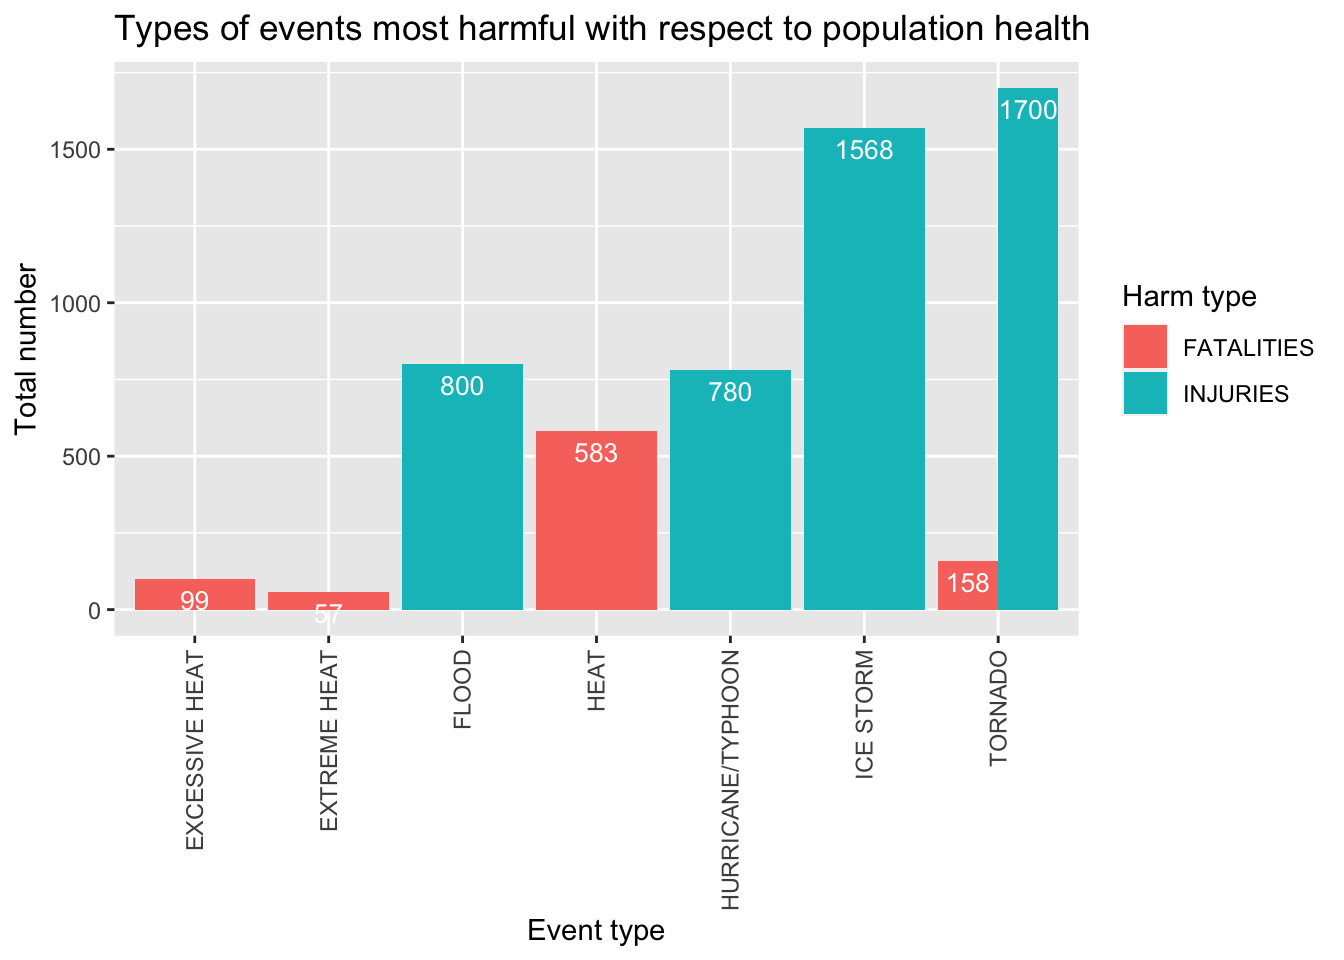 Types of events most harmful with respect to population health
Total number
1500
1000
500
0
99
57
800
583
780
1568
158
1700
EXCESSIVE HEAT
EXTREME HEAT
FLOOD
HEAT
HURRICANE/TYPHOON
ICE STORM
TORNADO
Event type
Harm type
FATALITIES
INJURIES